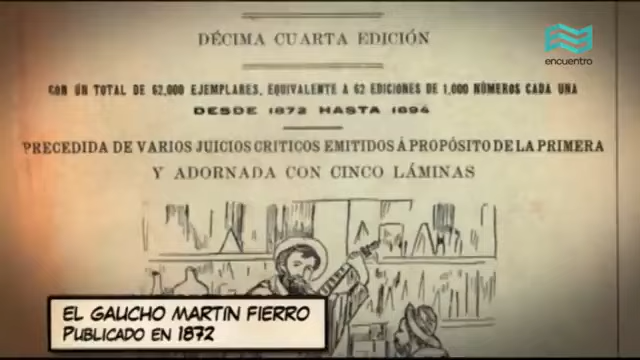 DÉCIMA CUARTA EDICIÓN
encuentro
CON UN TOTAL DE 62,000 EJEMPLARES, EQUIVALENTE A 62 EDICIONES DE 1,000 NÚMEROS CADA UNA
DESDE 1872 HASTA 1894
PRECEDIDA DE VARIOS JUICIOS CRITICOS EMITIDOS Á PROPÓSITO DE LA PRIMERA
Y ADORNADA CON CINCO LÁMINAS
EL GAUCHO MARTIN FIERRO
PUBLICADO EN 1872